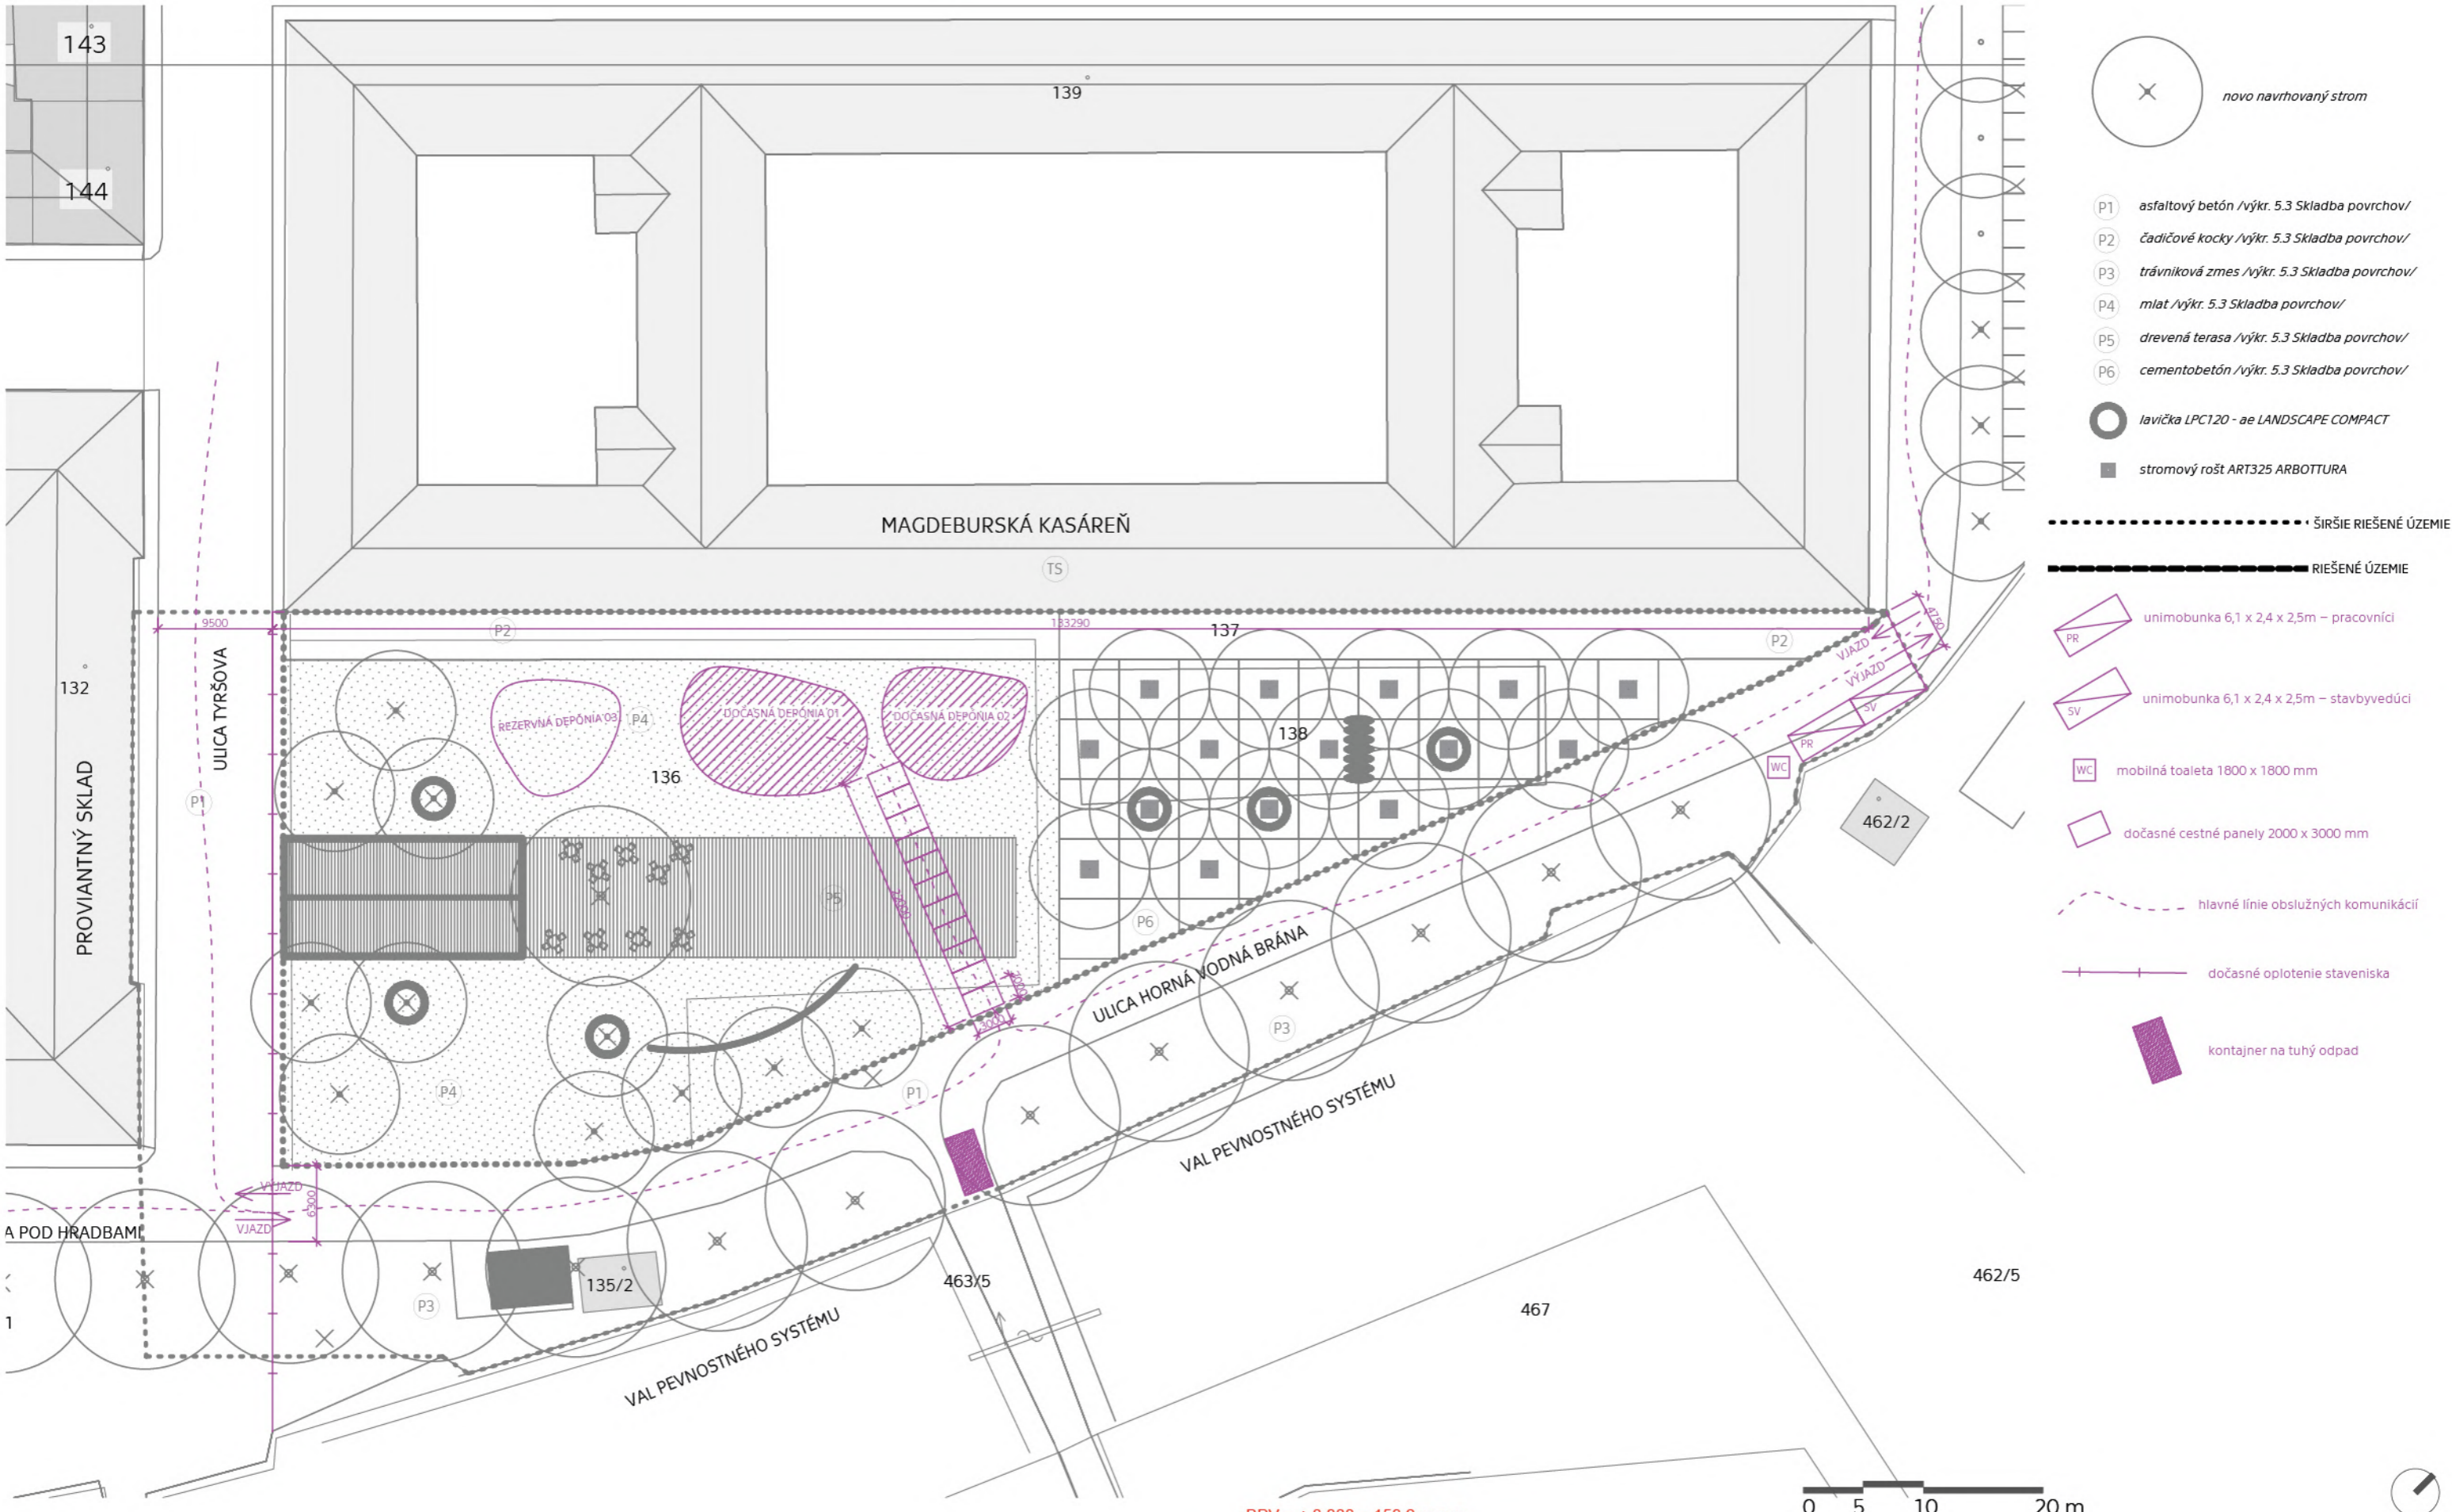 143
144
139
MAGDEBURSKÁ KASÁREŇ
TS
132
PROVIANTNÝ SKLAD
ULICA TYRŠOVA
P1
9500
133290
137
P2
P2
4750
VJAZD
VÝJAZD
REZERVNÁ DEPÓNIA 03
P4
DOČASNÁ DEPÓNIA 01
DOČASNÁ DEPÓNIA 02
136
138
SV
PR
WC
462/2
P5
P6
3000
ULICA HORNÁ VODNÁ BRÁNA
P3
P4
P1
VAL PEVNOSTNÉHO SYSTÉMU
VÝJAZD
VJAZD
6300
A POD HRADBAMI
1
P3
135/2
463/5
467
462/5
VAL PEVNOSTNÉHO SYSTÉMU
novo navrhovaný strom
P1 asfaltový betón /výkr. 5.3 Skladba povrchov/
P2 čadičové kocky /výkr. 5.3 Skladba povrchov/
P3 trávniková zmes /výkr. 5.3 Skladba povrchov/
P4 mlat /výkr. 5.3 Skladba povrchov/
P5 drevená terasa /výkr. 5.3 Skladba povrchov/
P6 cementobetón /výkr. 5.3 Skladba povrchov/
lavička LPC120 - ae LANDSCAPE COMPACT
stromový rošt ART325 ARBOTTURA
ŠIRŠIE RIEŠENÉ ÚZEMIE
RIEŠENÉ ÚZEMIE
PR unimobunka 6,1 x 2,4 x 2,5m – pracovníci
SV unimobunka 6,1 x 2,4 x 2,5m – stavbyvedúci
WC mobilná toaleta 1800 x 1800 mm
dočasné cestné panely 2000 x 3000 mm
hlavné línie obslužných komunikácií
dočasné oplotenie staveniska
kontajner na tuhý odpad
0 5 10 20 m